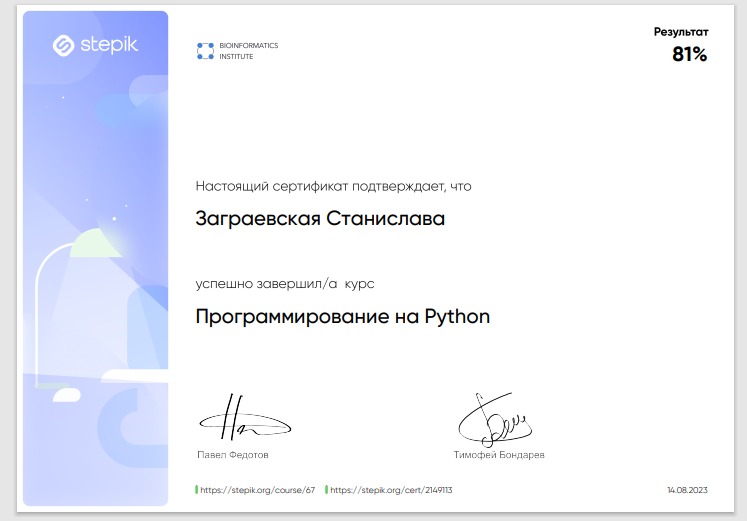 stepik
BIOINFORMATICS
INSTITUTE
Результат
81%
Настоящий сертификат подтверждает, что
Заграевская Станислава
успешно завершил/а курс
Программирование на Python
Павел Федотов
Тимофей Бондарев
https://stepik.org/course/67
https://stepik.org/cert/2149113
14.08.2023